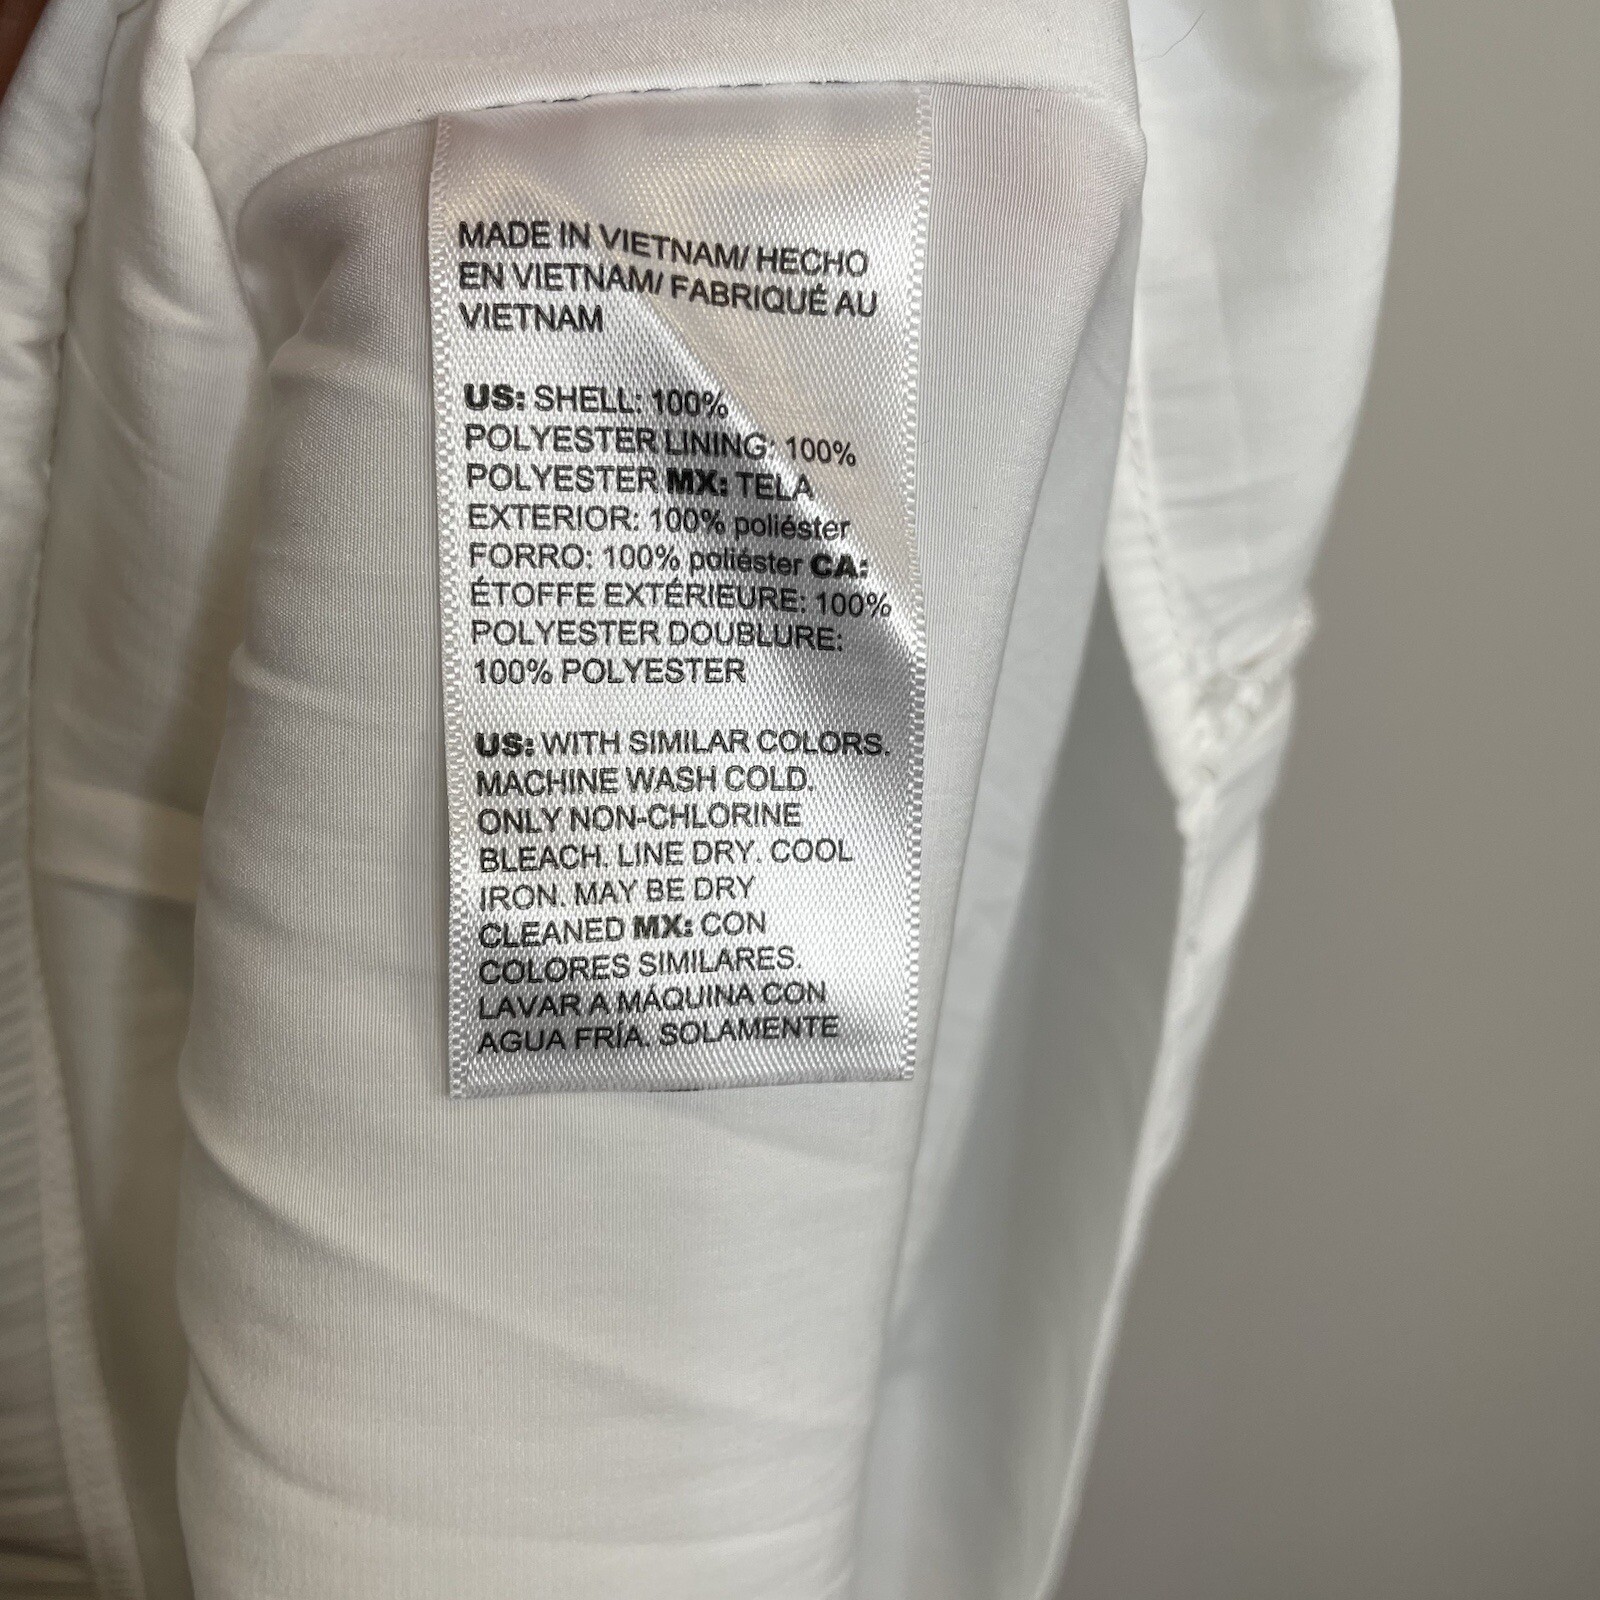 MADE IN VIETNAM/ HECHO
EN VIETNAM/ FABRIQUÉ AU
VIETNAM
US: SHELL: 100%
POLYESTER LINING: 100%
POLYESTER MX: TELA
EXTERIOR: 100% poliéster
FORRO: 100% poliéster CA:
ÉTOFFE EXTÉRIEURE: 100%
POLYESTER DOUBLURE:
100% POLYESTER
US: WITH SIMILAR COLORS.
MACHINE WASH COLD.
ONLY NON-CHLORINE
BLEACH. LINE DRY. COOL
IRON. MAY BE DRY
CLEANED MX: CON
COLORES SIMILARES.
LAVAR A MÁQUINA CON
AGUA FRÍA. SOLAMENTE